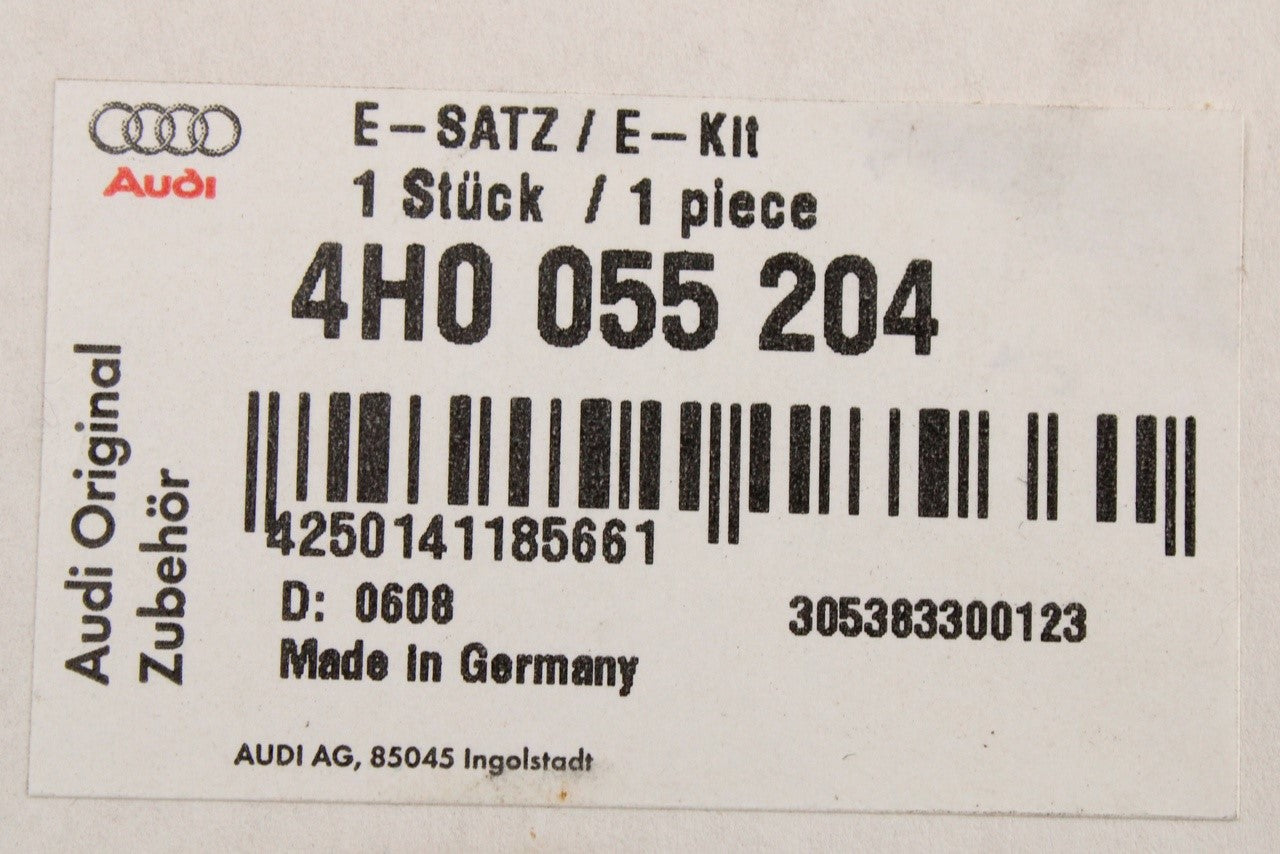 Audi
E-SATZ / E-Kit
1 Stück / 1 piece
4H0 055 204
Audi Original
Zubehör
4250141185661
D: 0608
305383300123
Made in Germany
AUDI AG, 85045 Ingolstadt